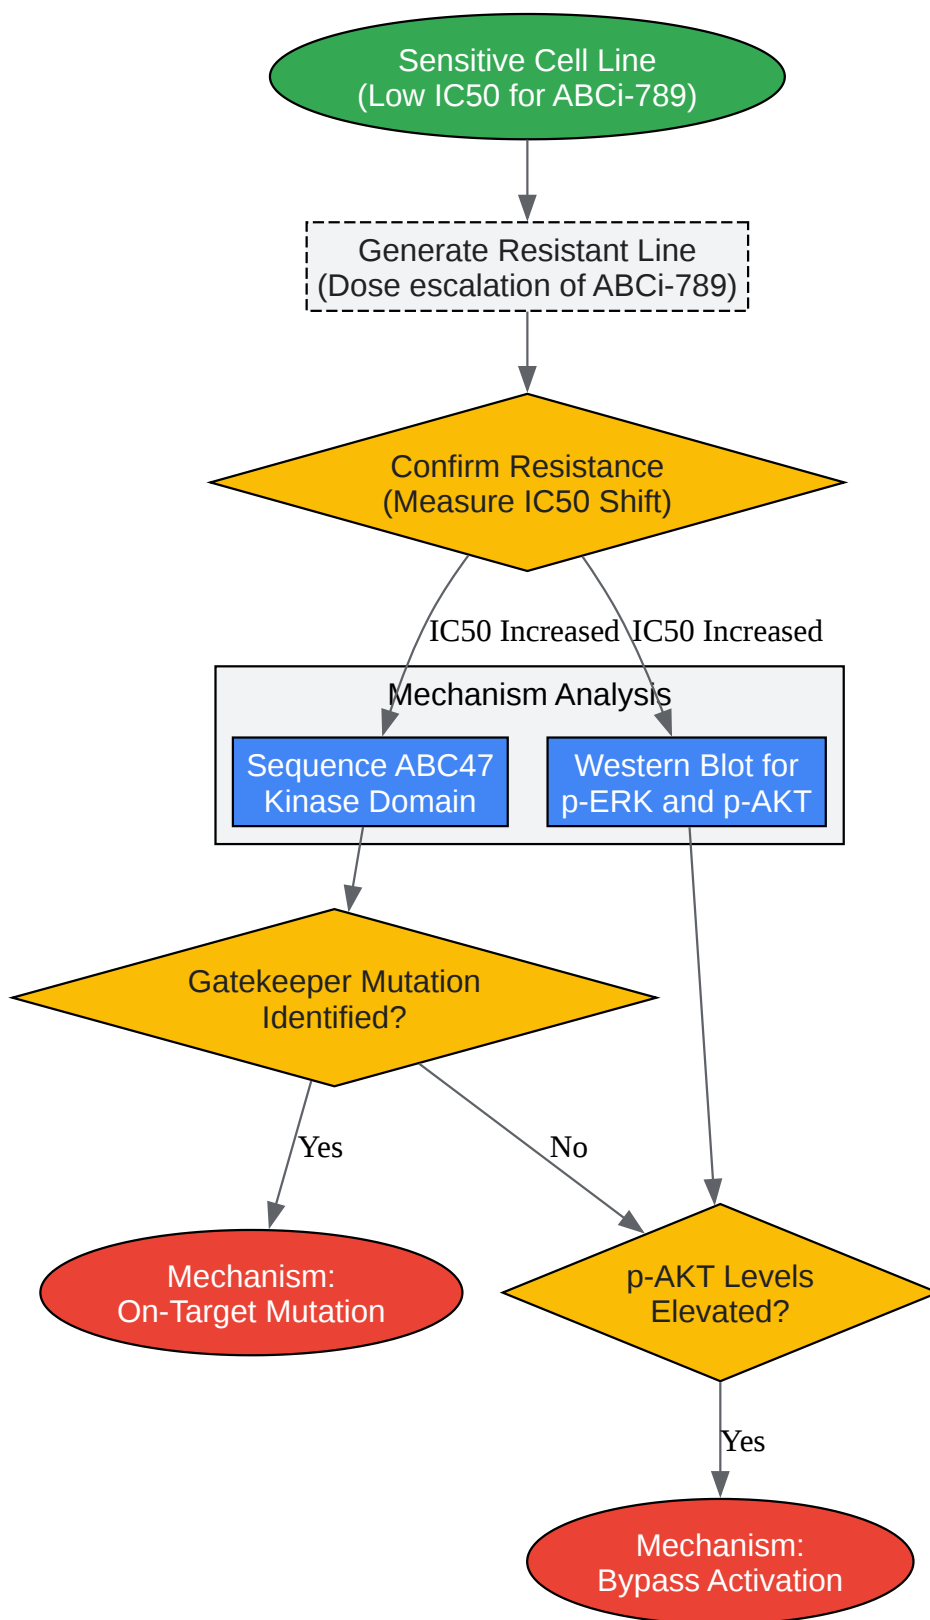 Sensitive Cell Line
(Low IC50 for ABCi-789)
Generate Resistant Line
(Dose escalation of ABCi-789)
Confirm Resistance
(Measure IC50 Shift)
IC50 Increased
IC50 Increased
Mechanism Analysis
Sequence ABC47
Kinase Domain
Western Blot for
p-ERK and p-AKT
Gatekeeper Mutation
Identified?
Yes
No
Mechanism:
On-Target Mutation
p-AKT Levels
Elevated?
Yes
Mechanism:
Bypass Activation